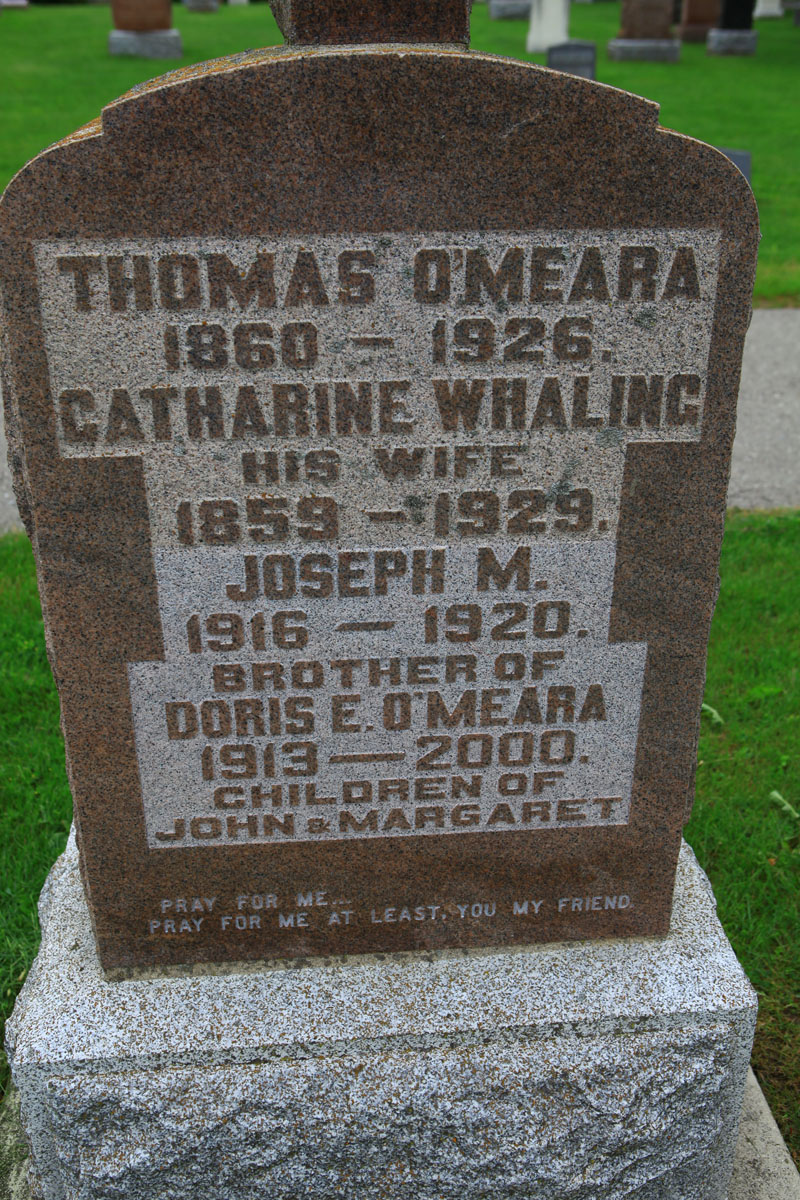 THOMAS O'MEARA
1860 – 1926.
CATHARINE WHALING
HIS WIFE
1859 – 1929.
JOSEPH M.
1916 – 1920.
BROTHER OF
DORIS E. O'MEARA
1913 — 2000.
CHILDREN OF
JOHN & MARGARET
PRAY FOR ME...
PRAY FOR ME AT LEAST, YOU MY FRIEND.